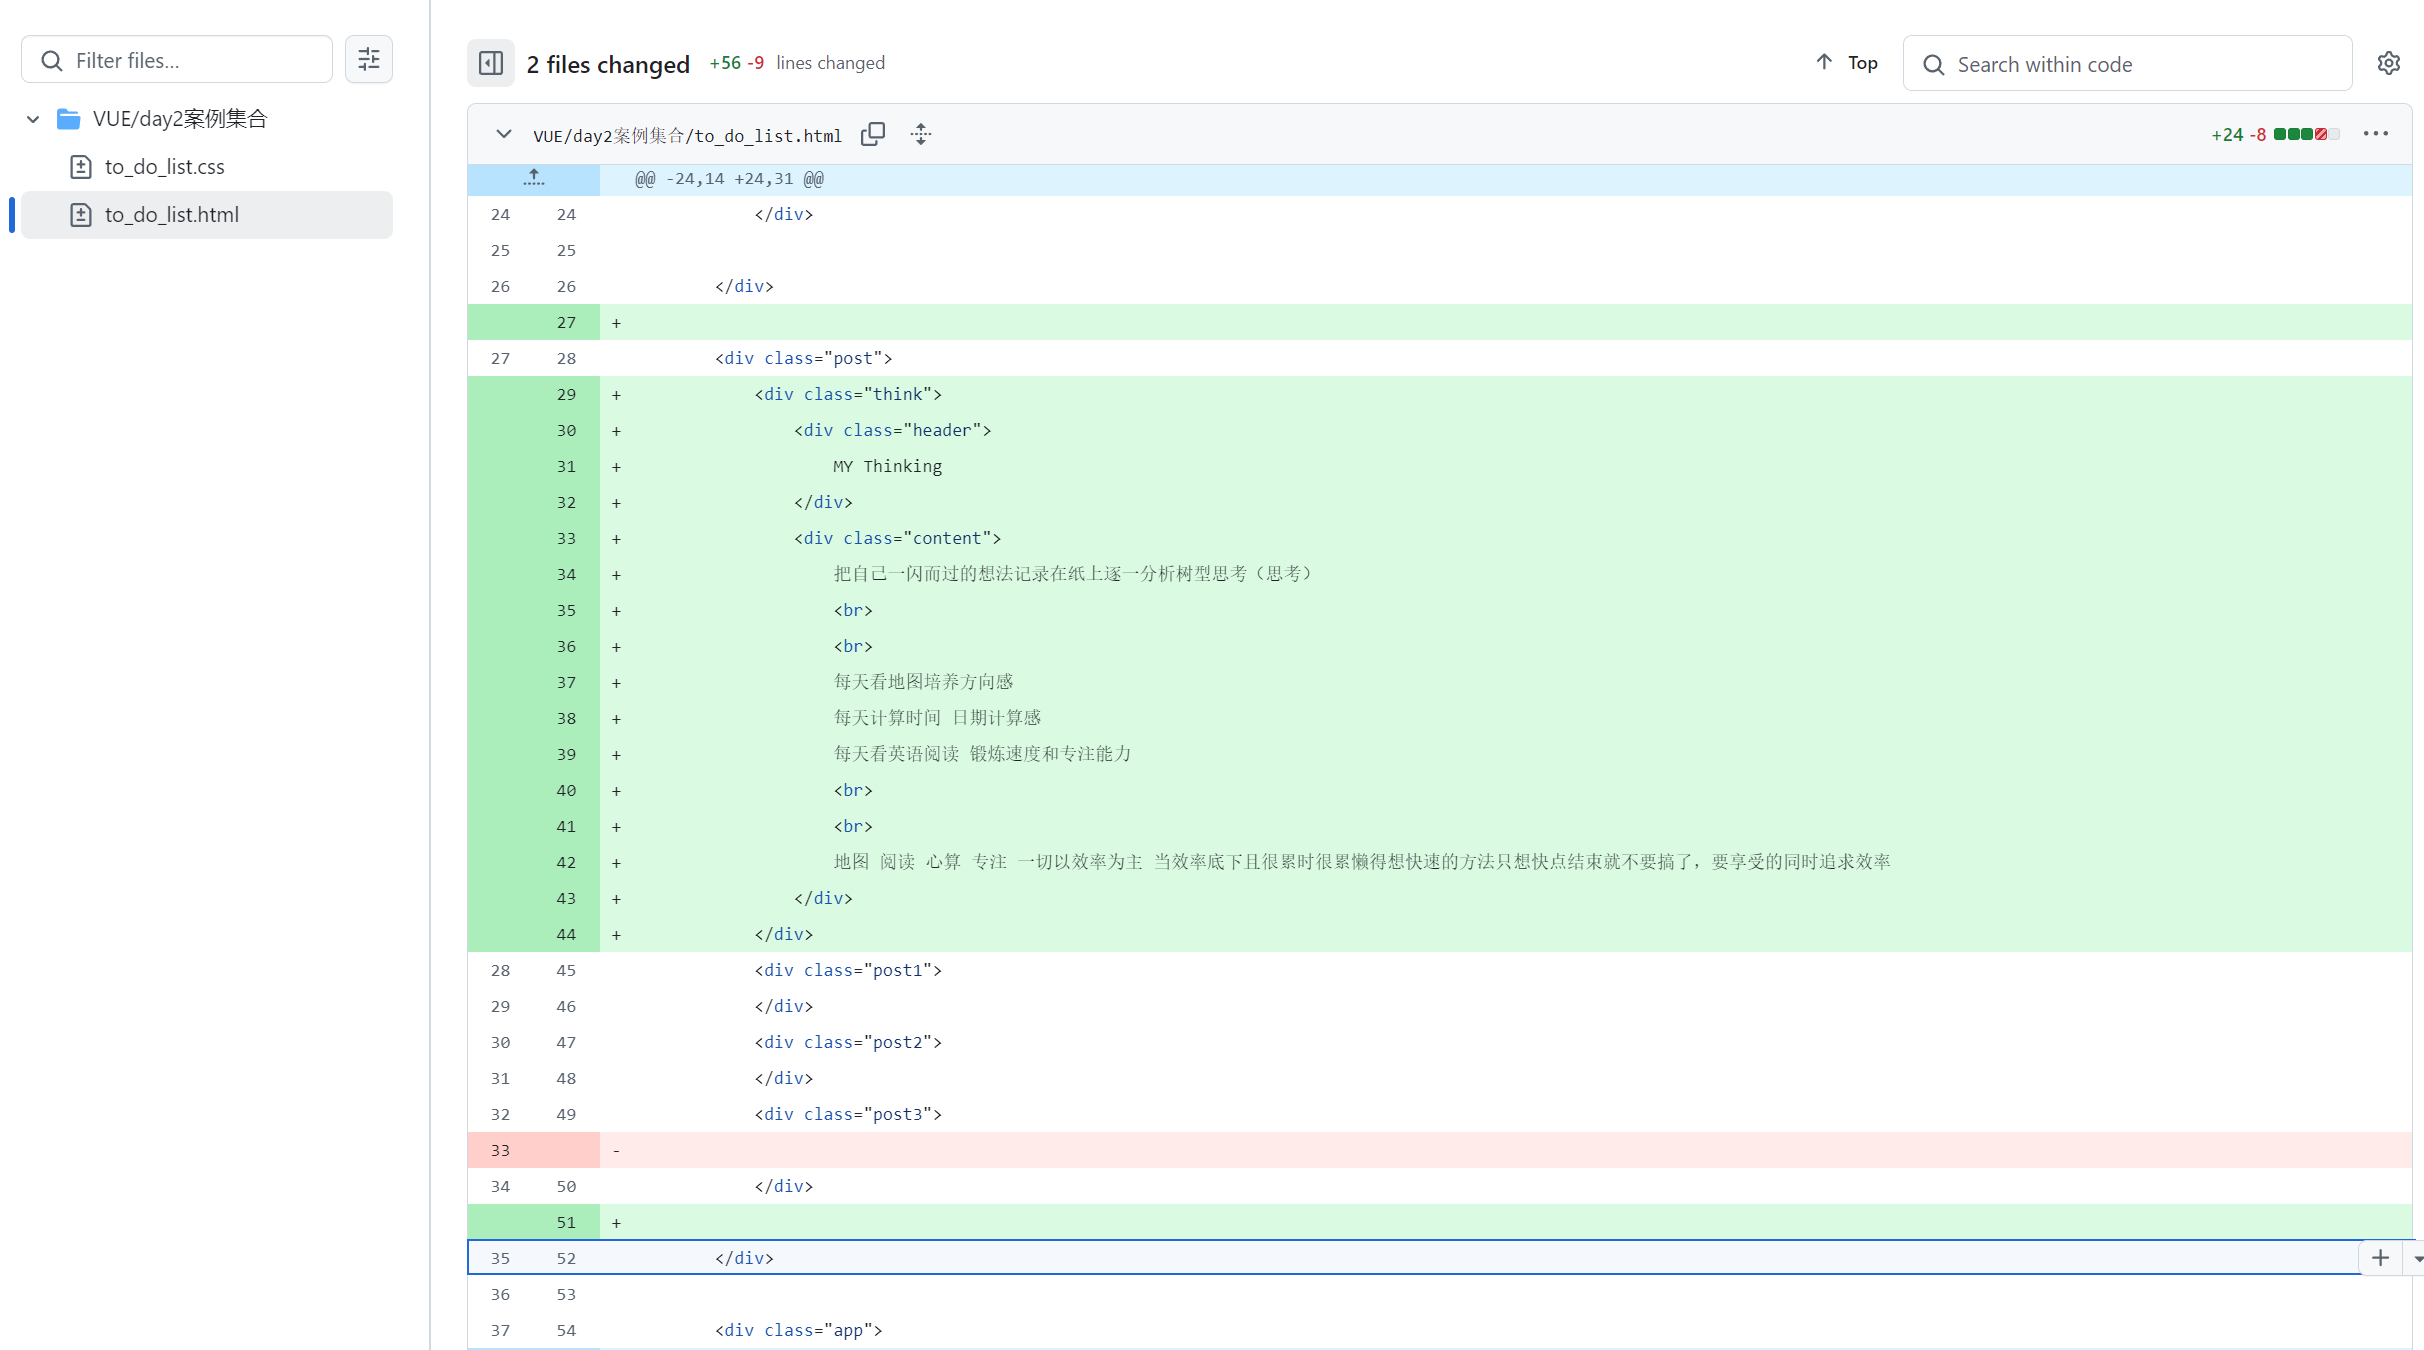 Filter files...
VUE/day2案例集合
to_do_list.css
to_do_list.html
2 files changed +56 -9 lines changed
Top
Search within code
VUE/day2案例集合/to_do_list.html
+24 -8
@@ -24,14 +24,31 @@
24 24 </div>
25 25
26 26 </div>
27 +
27 28 <div class="post">
29 + <div class="think">
30 + <div class="header">
31 + MY Thinking
32 + </div>
33 + <div class="content">
34 + 把自己一闪而过的想法记录在纸上逐一分析树型思考（思考）
35 + <br>
36 + <br>
37 + 每天看地图培养方向感
38 + 每天计算时间 日期计算感
39 + 每天看英语阅读 锻炼速度和专注能力
40 + <br>
41 + <br>
42 + 地图 阅读 心算 专注 一切以效率为主 当效率底下且很累时很累懒得想快速的方法只想快点结束就不要搞了，要享受的同时追求效率
43 + </div>
44 + </div>
28 45 <div class="post1">
29 46 </div>
30 47 <div class="post2">
31 48 </div>
32 49 <div class="post3">
33 -
34 50 </div>
51 +
35 52 </div>
36 53
37 54 <div class="app">